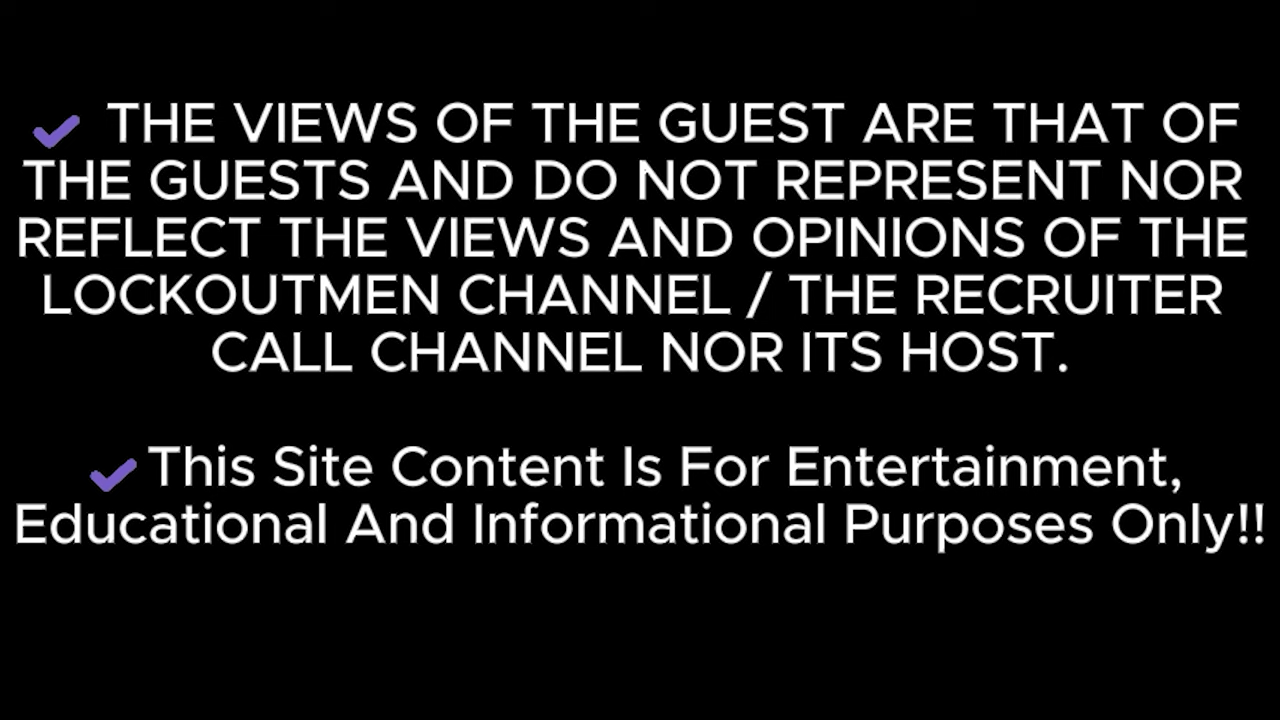 ✔ THE VIEWS OF THE GUEST ARE THAT OF
THE GUESTS AND DO NOT REPRESENT NOR
REFLECT THE VIEWS AND OPINIONS OF THE
LOCKOUTMEN CHANNEL / THE RECRUITER
CALL CHANNEL NOR ITS HOST.
✔ This Site Content Is For Entertainment,
Educational And Informational Purposes Only!!